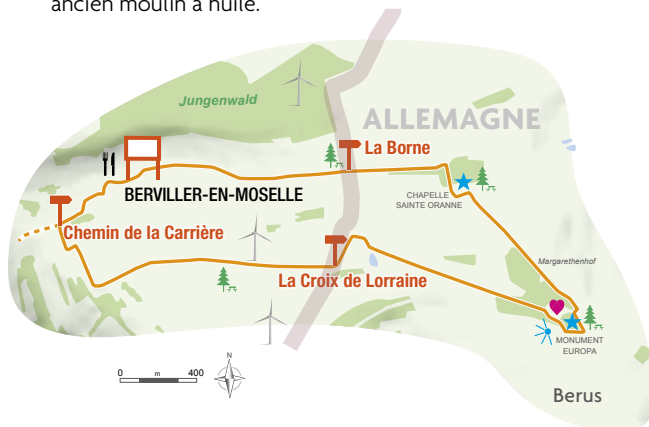 ancien moulin à huile.
Jungenwald
ALLEMAGNE
La Borne
BERVILLER-EN-MOSELLE
CHAPELLE
SAINTE ORANNE
Chemin de la Carrière
Margarethenhof
La Croix de Lorraine
MONUMENT
EUROPA
N
0 m 400
Berus